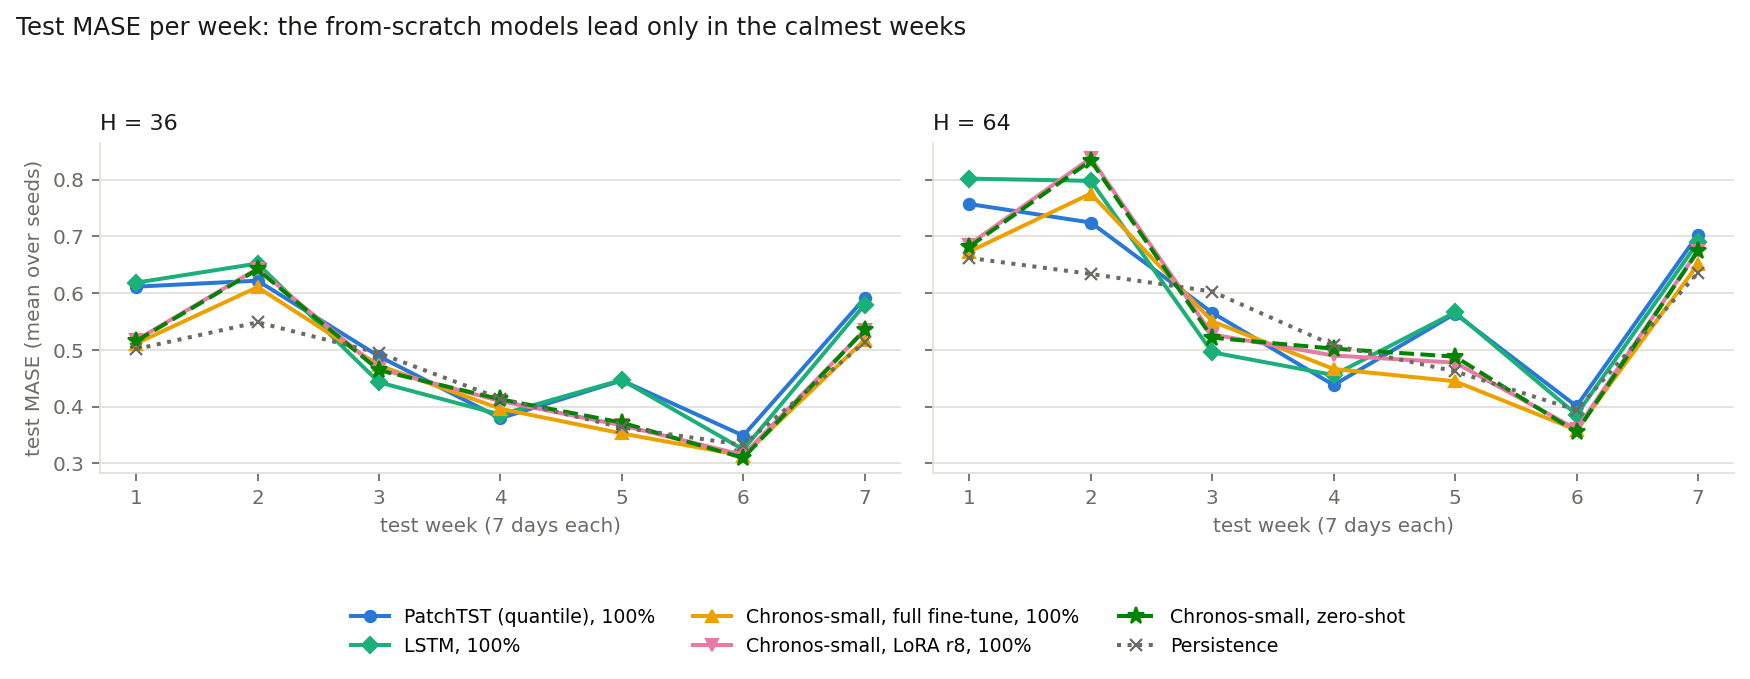 Test MASE per week: the from-scratch models lead only in the calmest weeks
H = 36
H = 64
test MASE (mean over seeds)
0.8
0.7
0.6
0.5
0.4
0.3
1 2 3 4 5 6 7
1 2 3 4 5 6 7
test week (7 days each)
test week (7 days each)
PatchTST (quantile), 100%
LSTM, 100%
Chronos-small, full fine-tune, 100%
Chronos-small, LoRA r8, 100%
Chronos-small, zero-shot
Persistence